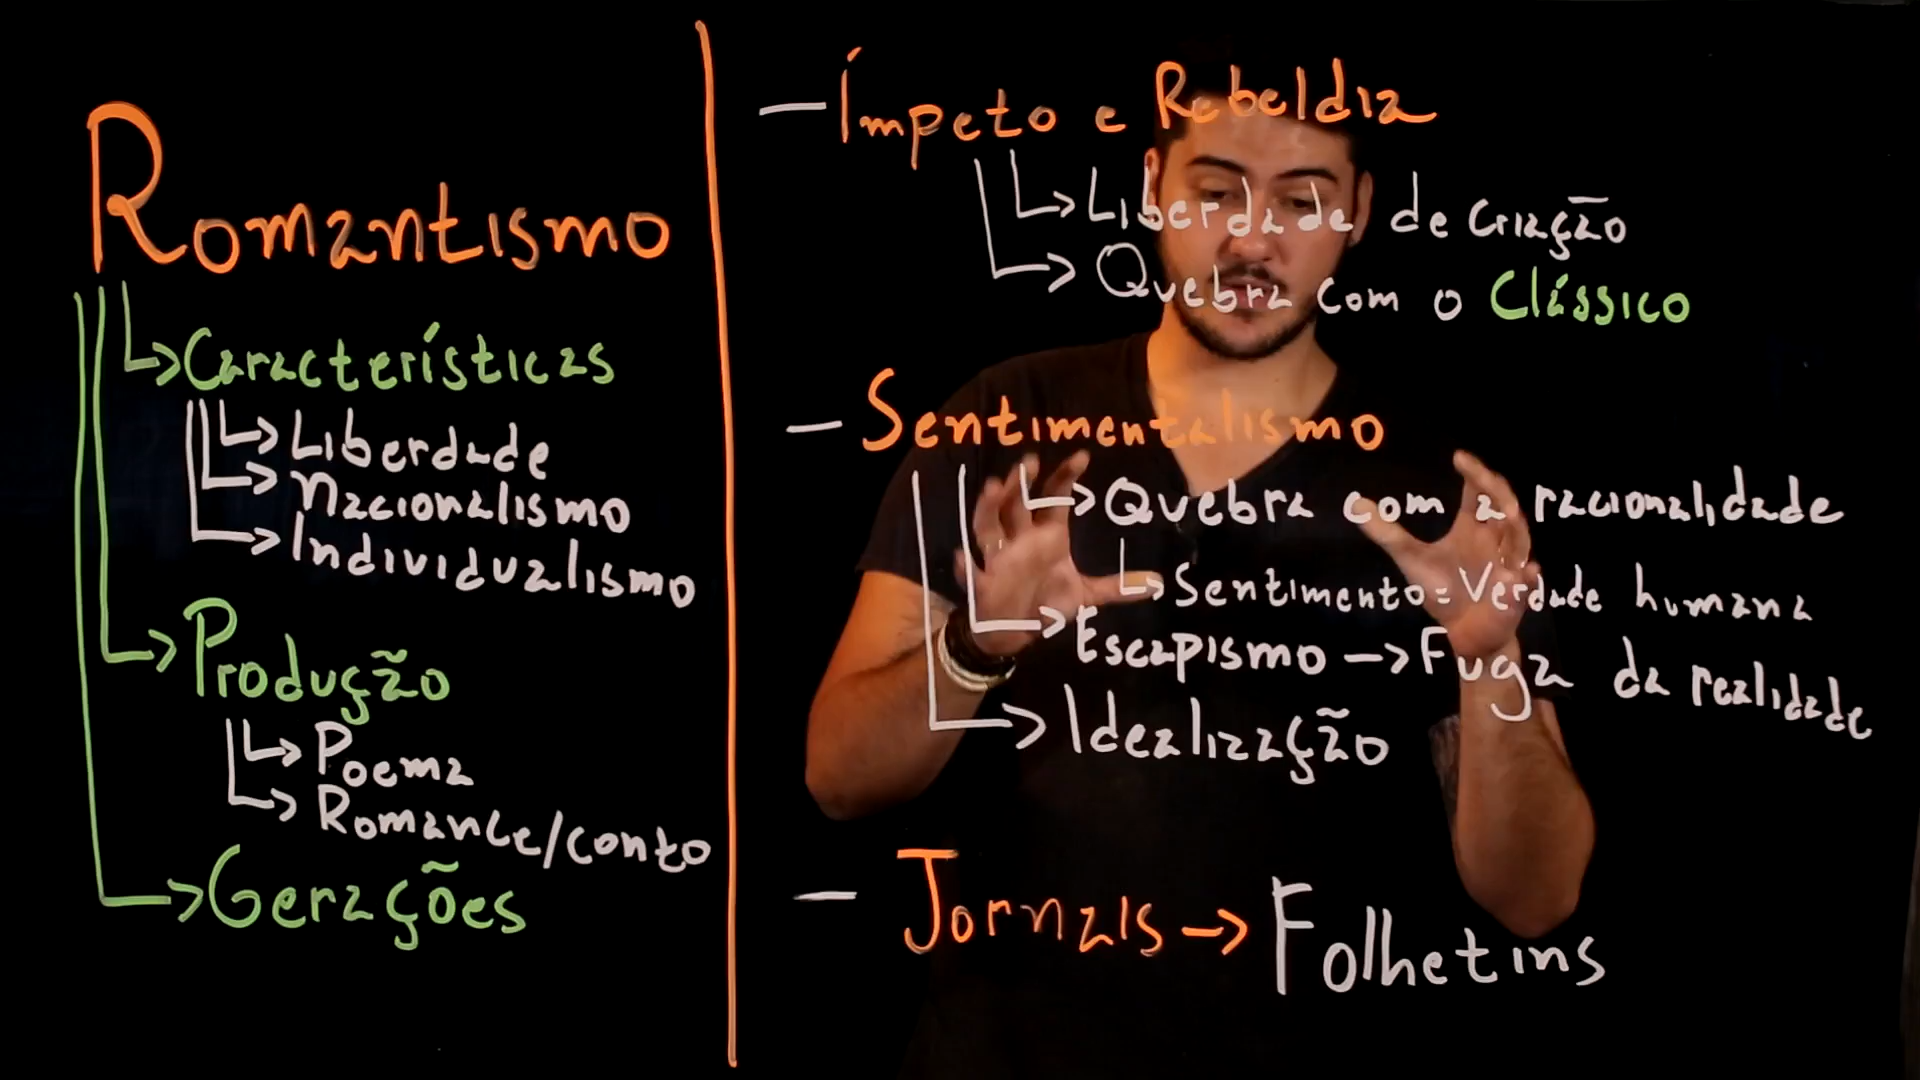 Romantismo
Características
Liberdade
Nacionalismo
Individualismo
Produção
Poema
Romance/conto
Gerações
— Ímpeto e Rebeldia
Liberdade de Criação
Quebra com o Clássico
— Sentimentalismo
Quebra com a racionalidade
Sentimento = Verdade humana
Escapismo → Fuga da realidade
Idealização
— Jornais → Folhetins